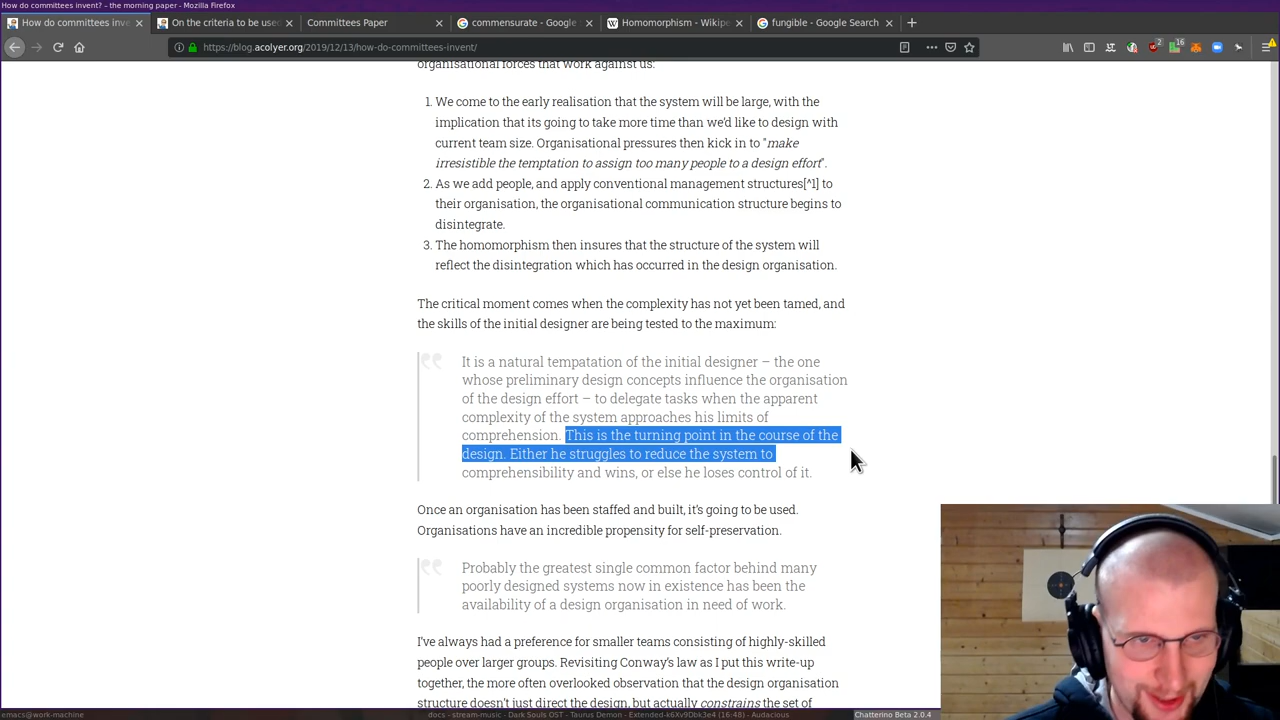 How do committees invent? – the morning paper - Mozilla Firefox
How do committees inve
On the criteria to be used
Committees Paper
commensurate - Google
Homomorphism - Wikipe
fungible - Google Search
https://blog.acolyer.org/2019/12/13/how-do-committees-invent/
2
16
organisational forces that work against us:
1. We come to the early realisation that the system will be large, with the
implication that its going to take more time than we'd like to design with
current team size. Organisational pressures then kick in to "make
irresistible the temptation to assign too many people to a design effort".
2. As we add people, and apply conventional management structures[^1] to
their organisation, the organisational communication structure begins to
disintegrate.
3. The homomorphism then insures that the structure of the system will
reflect the disintegration which has occurred in the design organisation.
The critical moment comes when the complexity has not yet been tamed, and
the skills of the initial designer are being tested to the maximum:
It is a natural tempatation of the initial designer – the one
whose preliminary design concepts influence the organisation
of the design effort – to delegate tasks when the apparent
complexity of the system approaches his limits of
comprehension. This is the turning point in the course of the
design. Either he struggles to reduce the system to
comprehensibility and wins, or else he loses control of it.
Once an organisation has been staffed and built, it's going to be used.
Organisations have an incredible propensity for self-preservation.
Probably the greatest single common factor behind many
poorly designed systems now in existence has been the
availability of a design organisation in need of work.
I've always had a preference for smaller teams consisting of highly-skilled
people over larger groups. Revisiting Conway's law as I put this write-up
together, the more often overlooked observation that the design organisation
structure doesn't just direct the design, but actually constrains the set of
emacs@work-machine
docs - stream-music - Dark Souls OST - Taurus Demon - Extended-k6Xv9Dbk3e4 (16:48) - Audacious
Chatterino Beta 2.0.4